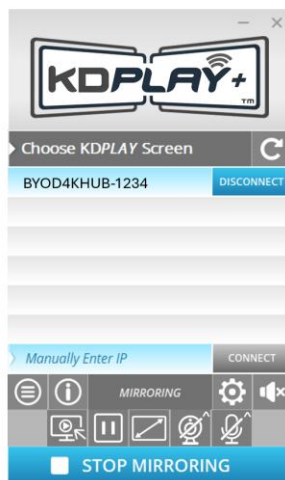 KDPLAY+
TM
Choose KDPLAY Screen
BYOD4KHUB-1234 DISCONNECT
Manually Enter IP CONNECT
MIRRORING
STOP MIRRORING